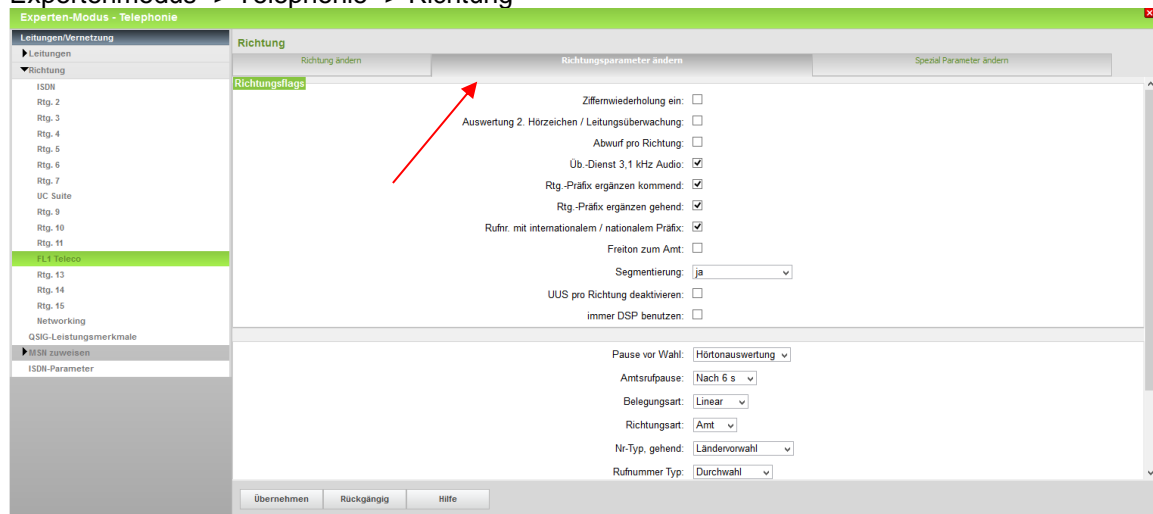 Expertenmodus -> Telephonie -> Richtung
Experten-Modus - Telephonie
Leitungen/Vernetzung
Leitungen
Richtung
ISDN
Rtg. 2
Rtg. 3
Rtg. 4
Rtg. 5
Rtg. 6
Rtg. 7
UC Suite
Rtg. 9
Rtg. 10
Rtg. 11
FL1 Teleco
Rtg. 13
Rtg. 14
Rtg. 15
Networking
QSIG-Leistungsmerkmale
MSN zuweisen
ISDN-Parameter
Richtung
Richtung ändern Richtungsparameter ändern Spezial Parameter ändern
Richtungsflags
Ziffernwiederholung ein:
Auswertung 2. Hörzeichen / Leitungsüberwachung:
Abwurf pro Richtung:
Üb.-Dienst 3,1 kHz Audio:
Rtg.-Präfix ergänzen kommend:
Rtg.-Präfix ergänzen gehend:
Rufnr. mit internationalem / nationalem Präfix:
Freiton zum Amt:
Segmentierung: ja
UUS pro Richtung deaktivieren:
immer DSP benutzen:
Pause vor Wahl: Hörtonauswertung
Amtsrufpause: Nach 6 s
Belegungsart: Linear
Richtungsart: Amt
Nr-Typ, gehend: Ländervorwahl
Rufnummer Typ: Durchwahl
Übernehmen Rückgängig Hilfe